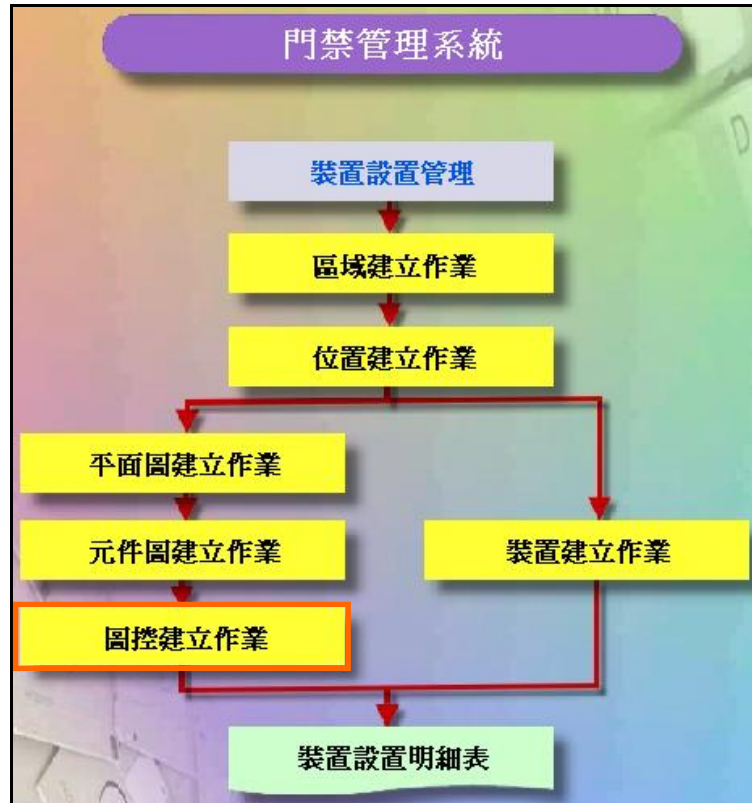 門禁管理系統
裝置設置管理
區域建立作業
位置建立作業
平面圖建立作業
元件圖建立作業
裝置建立作業
圖控建立作業
裝置設置明細表
D